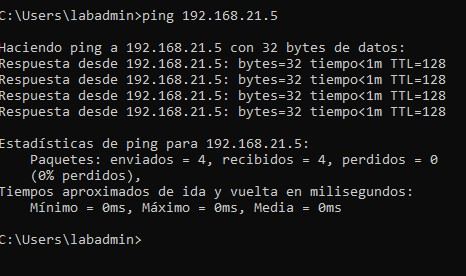 C:\Users\labadmin>ping 192.168.21.5
Haciendo ping a 192.168.21.5 con 32 bytes de datos:
Respuesta desde 192.168.21.5: bytes=32 tiempo<1m TTL=128
Respuesta desde 192.168.21.5: bytes=32 tiempo<1m TTL=128
Respuesta desde 192.168.21.5: bytes=32 tiempo<1m TTL=128
Respuesta desde 192.168.21.5: bytes=32 tiempo<1m TTL=128
Estadísticas de ping para 192.168.21.5:
Paquetes: enviados = 4, recibidos = 4, perdidos = 0
(0% perdidos),
Tiempos aproximados de ida y vuelta en milisegundos:
Mínimo = 0ms, Máximo = 0ms, Media = 0ms
C:\Users\labadmin>